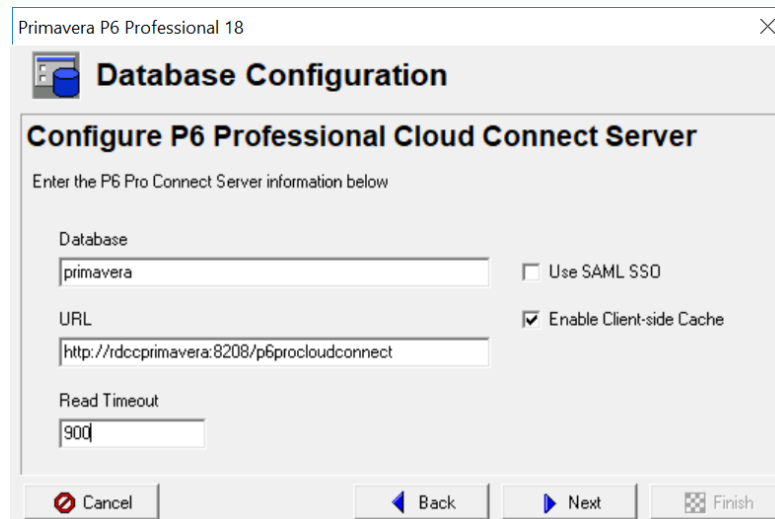 Primavera P6 Professional 18
Database Configuration
Configure P6 Professional Cloud Connect Server
Enter the P6 Pro Connect Server information below
Database
primavera
Use SAML SSO
URL
Enable Client-side Cache
http://rdccprimavera:8208/p6procloudconnect
Read Timeout
900
Cancel
Back
Next
Finish